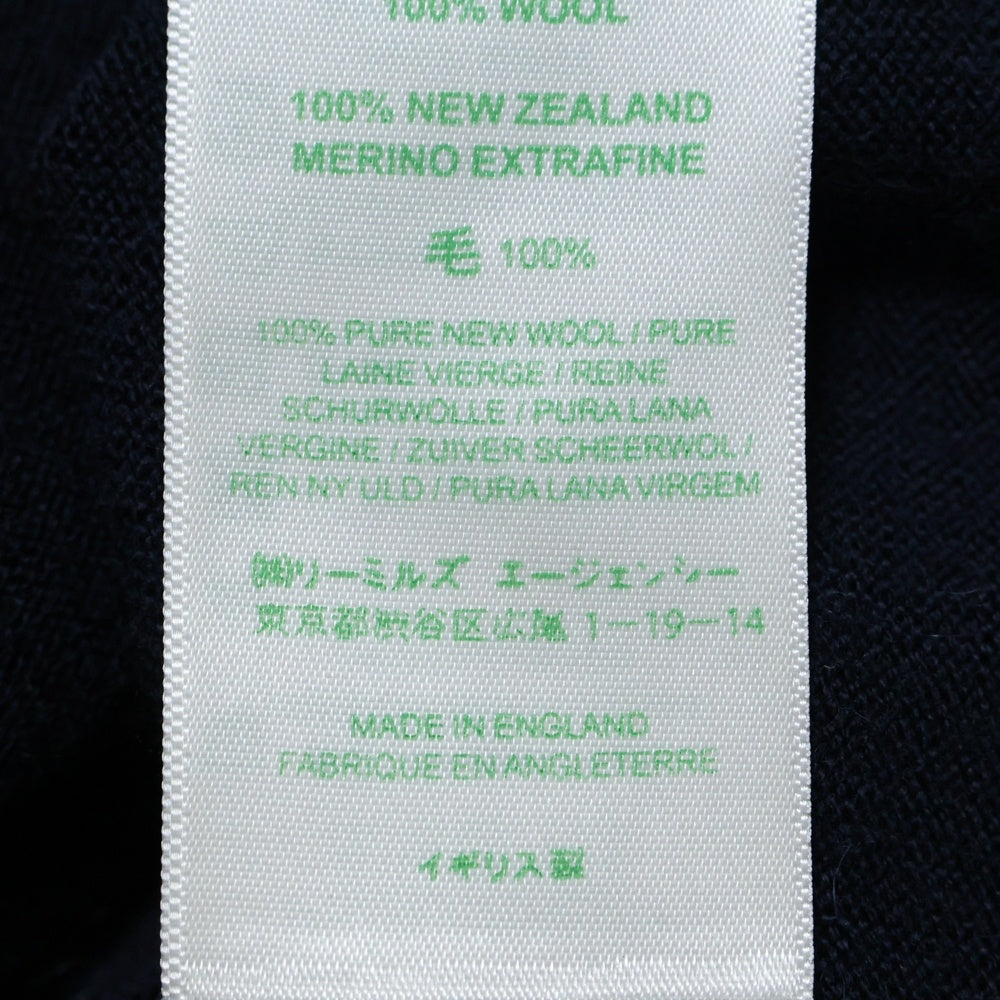 100% WOOL
100% NEW ZEALAND
MERINO EXTRAFINE
毛 100%
100% PURE NEW WOOL / PURE
LAINE VIERGE / REINE
SCHURWOLLE / PURA LANA
VERGINE / ZUIVER SCHEERWOL /
REN NY ULD / PURA LANA VIRGEM
㈱リーミルズ エージェンシー
東京都渋谷区広尾 1−19−14
MADE IN ENGLAND
FABRIQUE EN ANGLETERRE
イギリス製